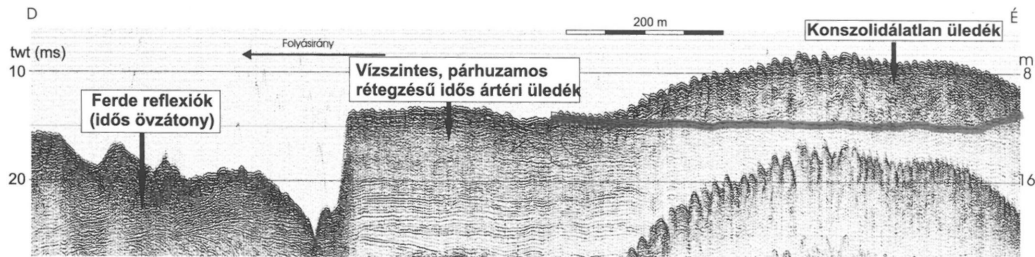 D
É
200 m
Konszolidálatlan üledék
twt (ms)
Folyásirány
m
10
8
Vízszintes, párhuzamos
rétegzésű idős ártéri üledék
Ferde reflexiók
(idős övzátony)
20
16